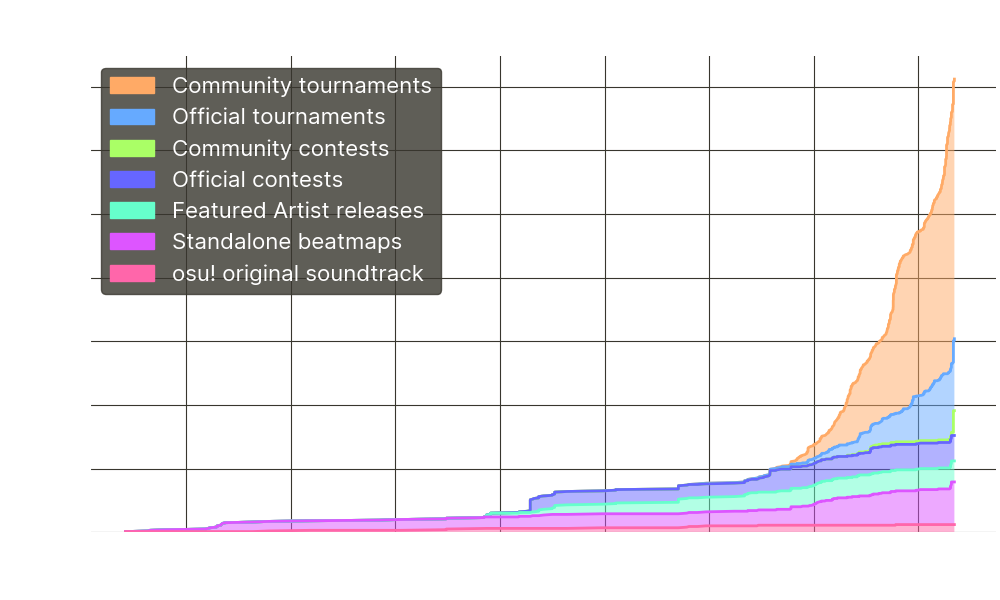 Community tournaments
Official tournaments
Community contests
Official contests
Featured Artist releases
Standalone beatmaps
osu! original soundtrack